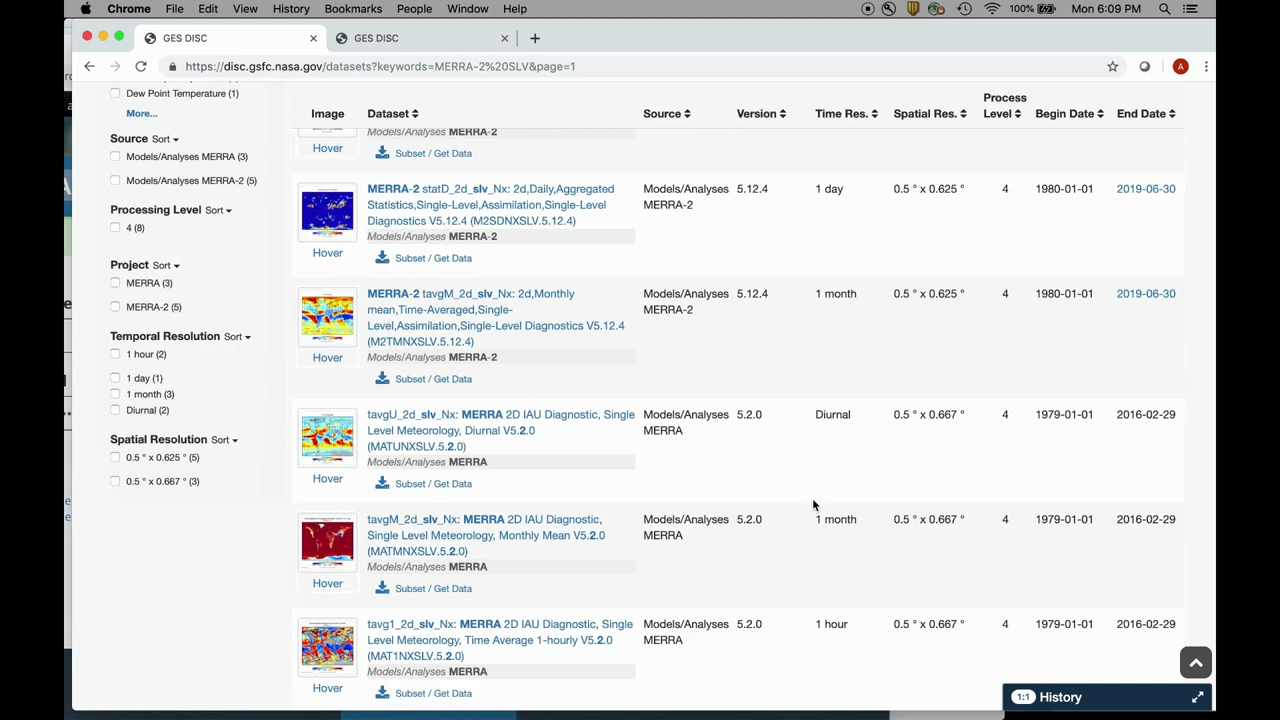 Chrome File Edit View History Bookmarks People Window Help 100% Mon 6:09 PM
GES DISC GES DISC
https://disc.gsfc.nasa.gov/datasets?keywords=MERRA-2%20SLV&page=1 A
Dew Point Temperature (1)
More...
Source Sort
Models/Analyses MERRA (3)
Models/Analyses MERRA-2 (5)
Processing Level Sort
4 (8)
Project Sort
MERRA (3)
MERRA-2 (5)
Temporal Resolution Sort
1 hour (2)
1 day (1)
1 month (3)
Diurnal (2)
Spatial Resolution Sort
0.5 ° x 0.625 ° (5)
0.5 ° x 0.667 ° (3)
Image Dataset Source Version Time Res. Spatial Res. Process Level Begin Date End Date
Models/Analyses MERRA-2
Hover
Subset / Get Data
MERRA-2 statD_2d_slv_Nx: 2d,Daily,Aggregated Models/Analyses 5.12.4 1 day 0.5 ° x 0.625 ° 4 1980-01-01 2019-06-30
Statistics,Single-Level,Assimilation,Single-Level MERRA-2
Diagnostics V5.12.4 (M2SDNXSLV.5.12.4)
Models/Analyses MERRA-2
Hover
Subset / Get Data
MERRA-2 tavgM_2d_slv_Nx: 2d,Monthly Models/Analyses 5.12.4 1 month 0.5 ° x 0.625 ° 4 1980-01-01 2019-06-30
mean,Time-Averaged,Single- MERRA-2
Level,Assimilation,Single-Level Diagnostics V5.12.4
(M2TMNXSLV.5.12.4)
Hover Models/Analyses MERRA-2
Subset / Get Data
tavgU_2d_slv_Nx: MERRA 2D IAU Diagnostic, Single Models/Analyses 5.2.0 Diurnal 0.5 ° x 0.667 ° 4 1979-01-01 2016-02-29
Level Meteorology, Diurnal V5.2.0 MERRA
(MATUNXSLV.5.2.0)
Models/Analyses MERRA
Hover
Subset / Get Data
tavgM_2d_slv_Nx: MERRA 2D IAU Diagnostic, Models/Analyses 5.2.0 1 month 0.5 ° x 0.667 ° 4 1979-01-01 2016-02-29
Single Level Meteorology, Monthly Mean V5.2.0 MERRA
(MATMNXSLV.5.2.0)
Models/Analyses MERRA
Hover
Subset / Get Data
tavg1_2d_slv_Nx: MERRA 2D IAU Diagnostic, Single Models/Analyses 5.2.0 1 hour 0.5 ° x 0.667 ° 4 1979-01-01 2016-02-29
Level Meteorology, Time Average 1-hourly V5.2.0 MERRA
(MAT1NXSLV.5.2.0)
Models/Analyses MERRA
Hover
Subset / Get Data
1:1 History